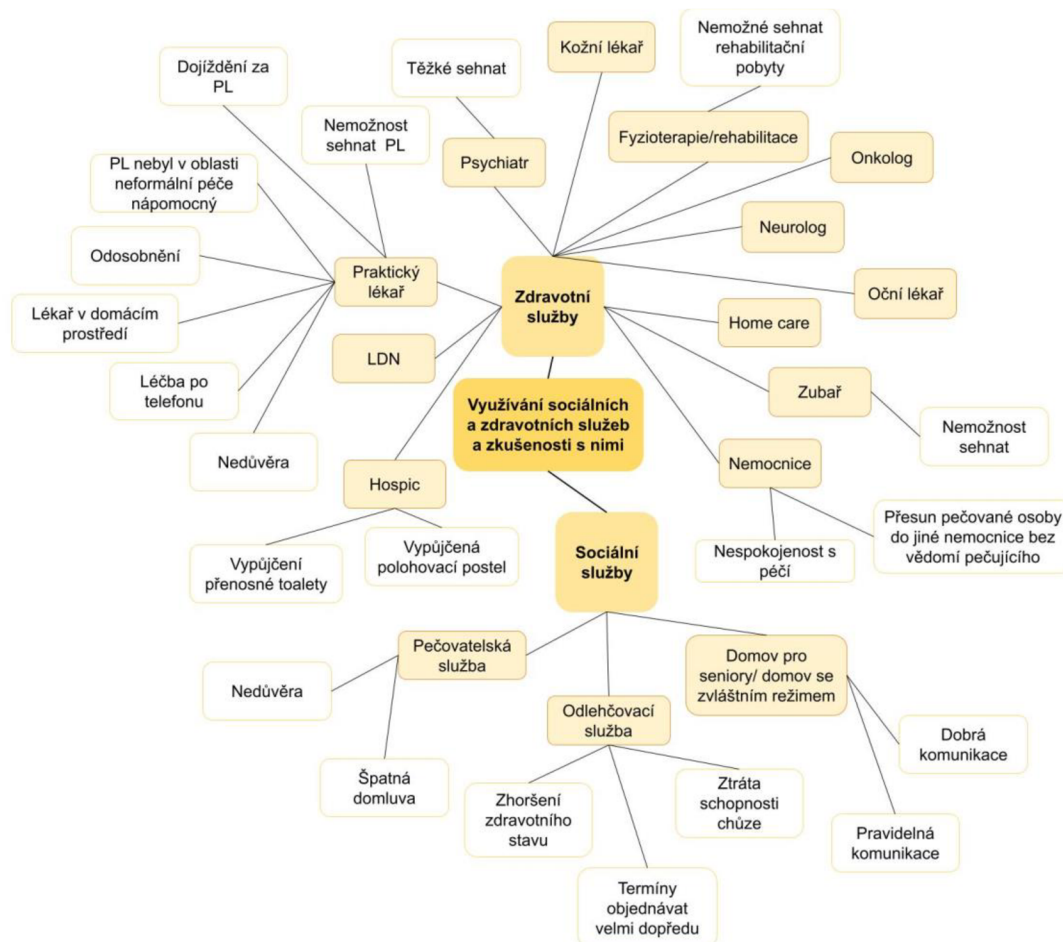 Kožní lékař
Nemožné sehnat
rehabilitační
pobyty
Dojíždění za
PL
Těžké sehnat
Nemožnost
sehnat PL
Fyzioterapie/rehabilitace
Psychiatr
Onkolog
PL nebyl v oblasti
neformální péče
nápomocný
Neurolog
Odosobnění
Praktický
lékař
Zdravotní
služby
Oční lékař
Lékař v domácím
prostředí
Home care
LDN
Léčba po
telefonu
Využívání sociálních
a zdravotních služeb
a zkušenosti s nimi
Zubař
Nemožnost
sehnat
Nedůvěra
Nemocnice
Hospic
Přesun pečované osoby
do jiné nemocnice bez
vědomí pečujícího
Vypůjčení
přenosné toalety
Vypůjčená
polohovací postel
Sociální
služby
Nespokojenost s
péčí
Pečovatelská
služba
Domov pro
seniory/ domov se
zvláštním režimem
Nedůvěra
Odlehčovací
služba
Dobrá
komunikace
Špatná
domluva
Zhoršení
zdravotního
stavu
Ztráta
schopnosti
chůze
Pravidelná
komunikace
Termíny
objednávat
velmi dopředu